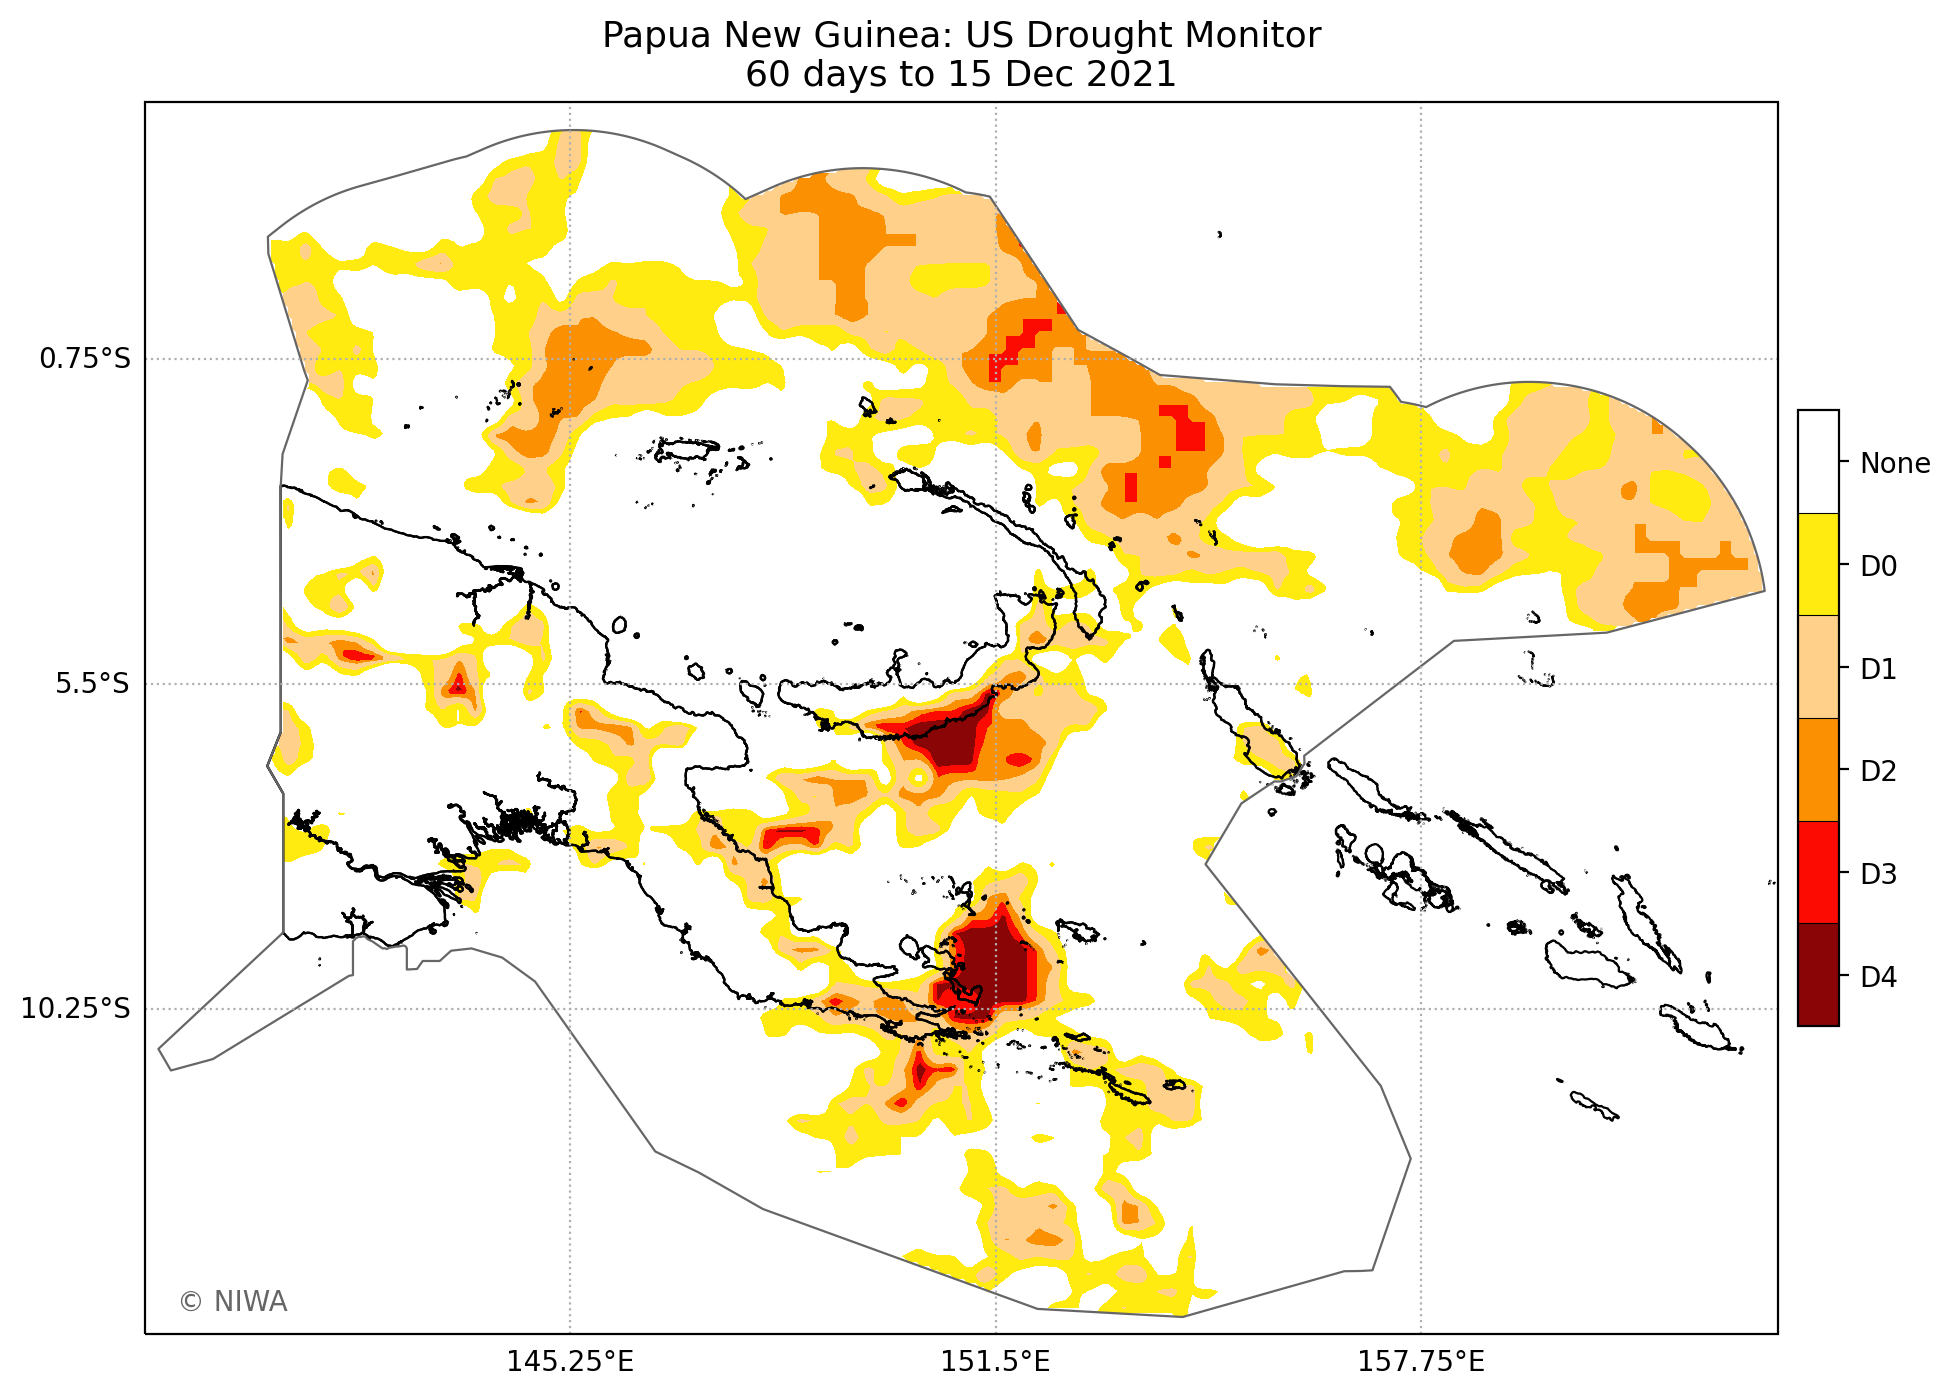 Papua New Guinea: US Drought Monitor
60 days to 15 Dec 2021
0.75°S
5.5°S
10.25°S
145.25°E
151.5°E
157.75°E
None
D0
D1
D2
D3
D4
© NIWA